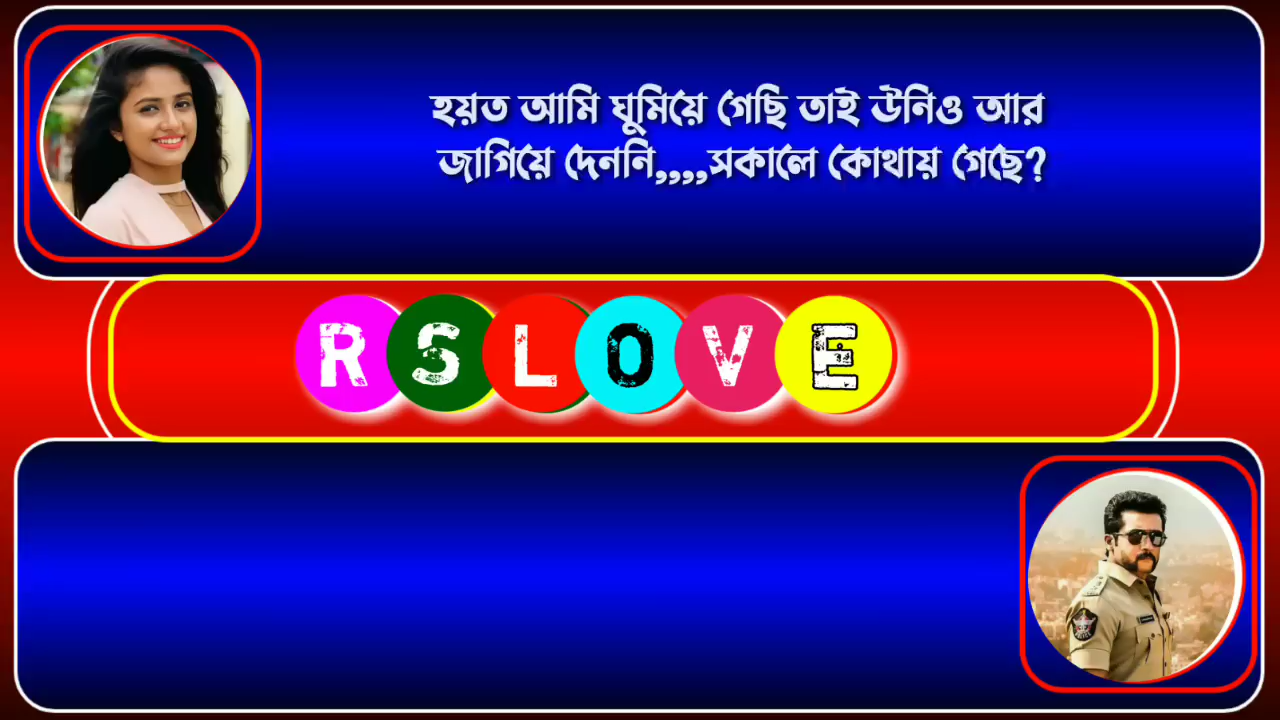 হয়ত আমি ঘুমিয়ে গেছি তাই উনিও আর
জাগিয়ে দেননি,,,,সকালে কোথায় গেছে?
RSLOVE